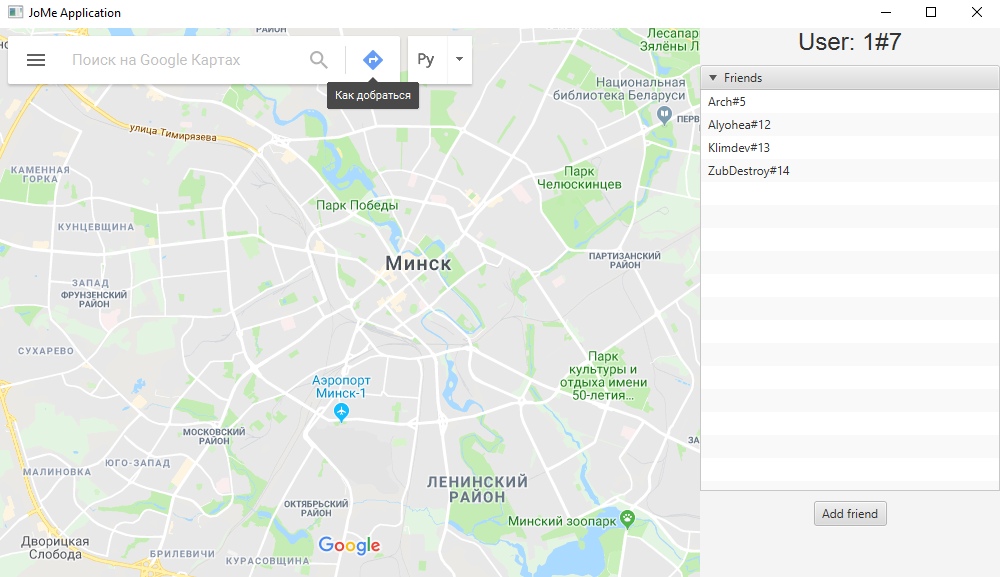 JoMe Application
User: 1#7
Friends
Arch#5
Alyohea#12
Klimdev#13
ZubDestroy#14
Add friend
Поиск на Google Картах
Ру
Как добраться
РАЙОН
Лесапар
Зялёны Л
Национальная
библиотека Беларуси
ПЕРВ
улица Тимирязева
КАМЕННАЯ
ГОРКА
Парк
Челюскинцев
Парк Победы
КУНЦЕВЩИНА
Минск
ПАРТИЗАНСКИЙ
РАЙОН
ЗАПАД
ФРУНЗЕНСКИЙ
РАЙОН
СУХАРЕВО
Парк
культуры и
отдыха имени
50-летия...
Аэропорт
Минск-1
МОСКОВСКИЙ
РАЙОН
ЗА
ЮГО-ЗАПАД
МАЛИНОВКА
ЛЕНИНСКИЙ
РАЙОН
ОКТЯБРЬСКИЙ
РАЙОН
Минский зоопарк
Дворицкая
Слобода
Google
БРИЛЕВИЧИ
КУРАСОВЩИНА